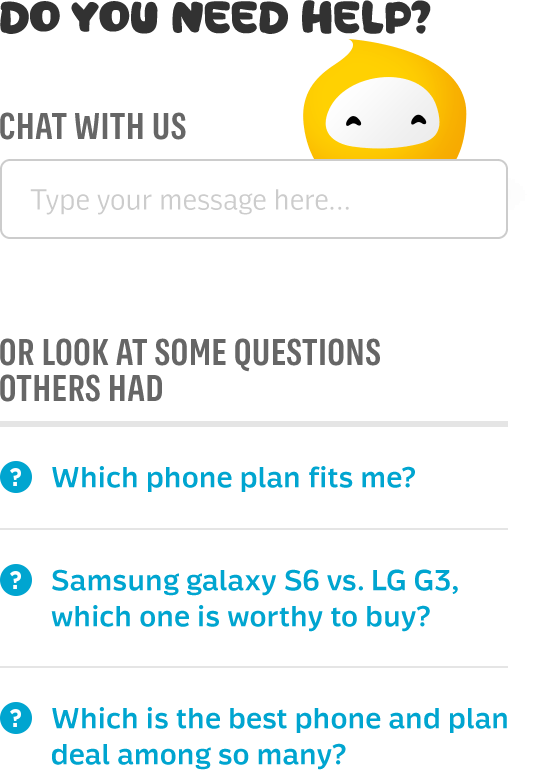 DO YOU NEED HELP?
CHAT WITH US
Type your message here...
OR LOOK AT SOME QUESTIONS
OTHERS HAD
? Which phone plan fits me?
? Samsung galaxy S6 vs. LG G3,
which one is worthy to buy?
? Which is the best phone and plan
deal among so many?